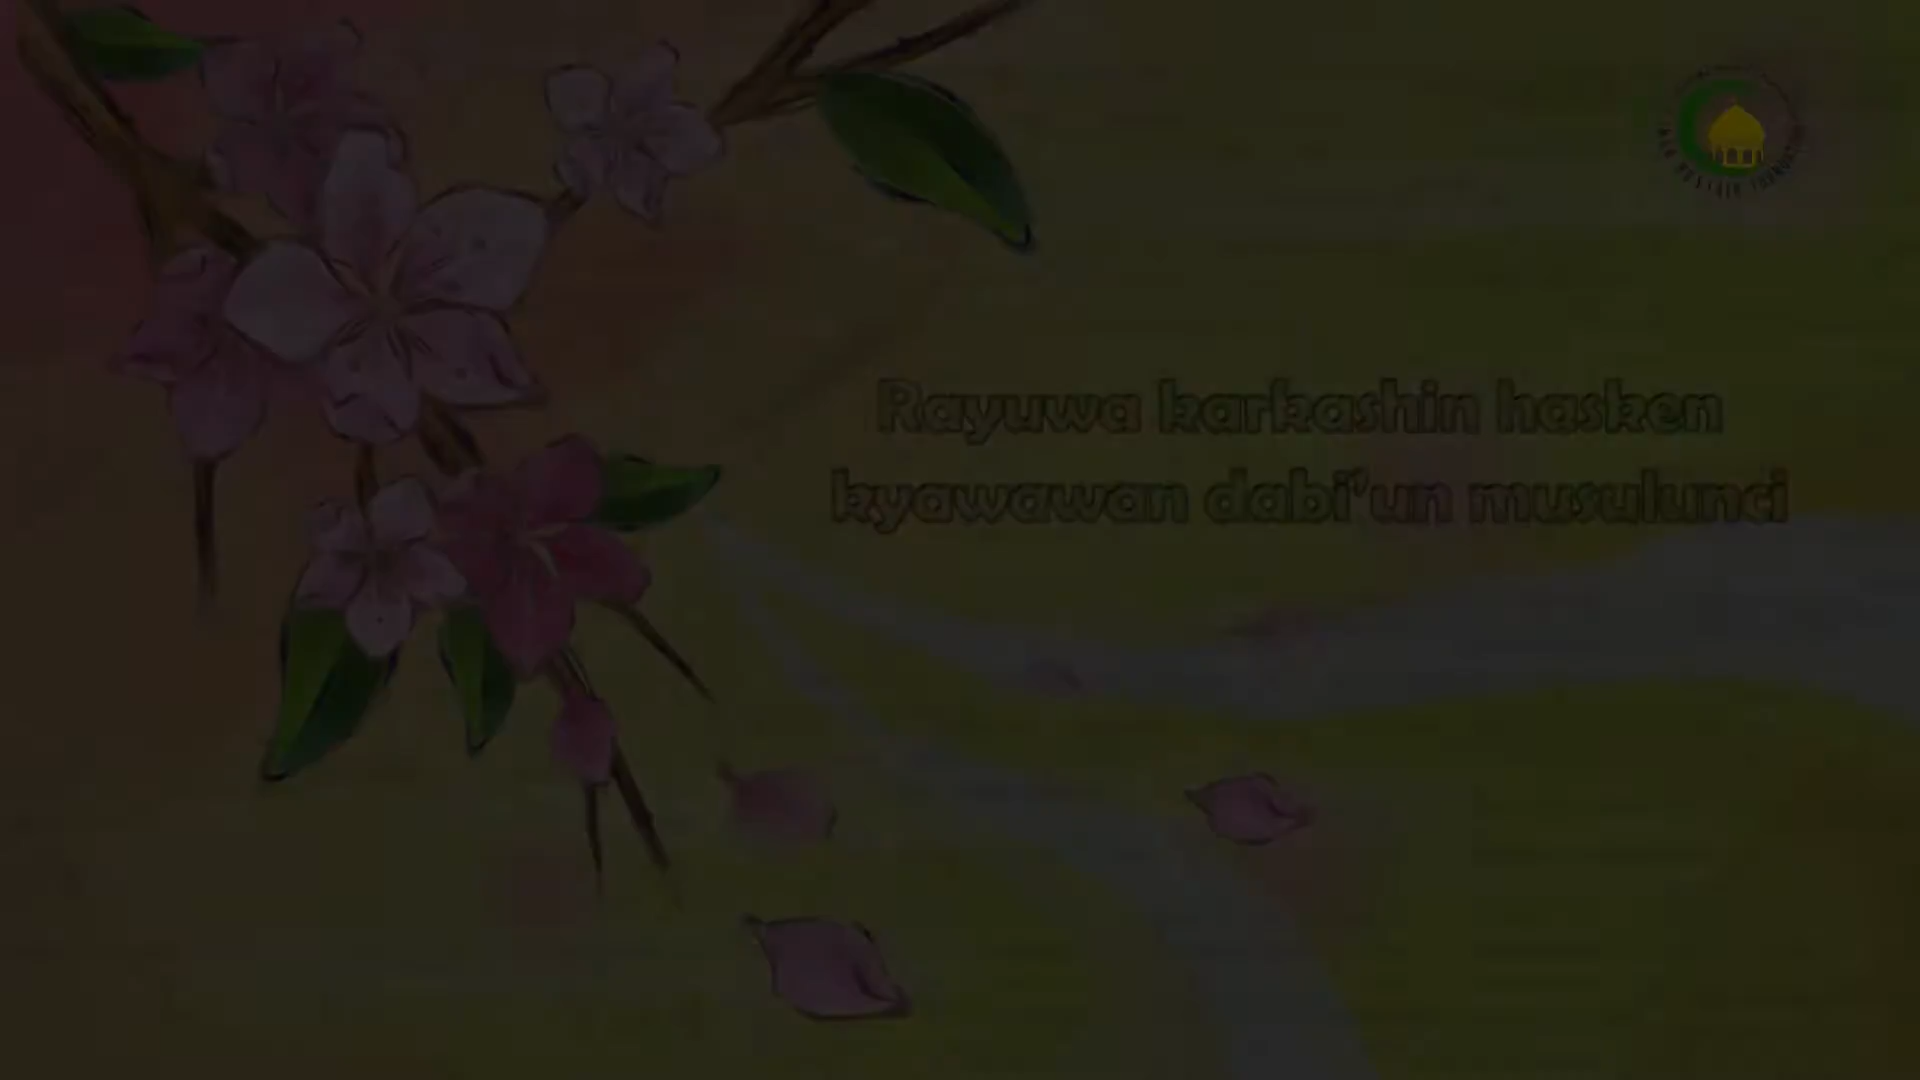 Rayuwa karkashin hasken
kyawawan dabi'un musulunci